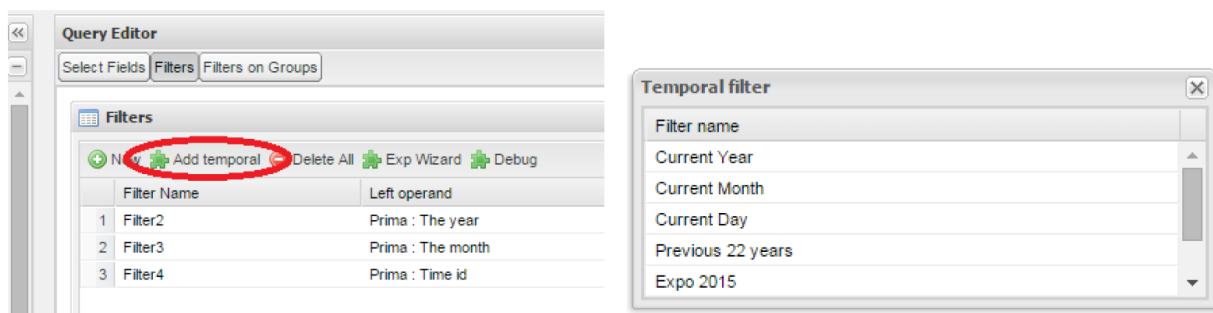 Query Editor
Select Fields Filters Filters on Groups
Filters
New Add temporal Delete All Exp Wizard Debug
Filter Name Left operand
1 Filter2 Prima : The year
2 Filter3 Prima : The month
3 Filter4 Prima : Time id
Temporal filter
Filter name
Current Year
Current Month
Current Day
Previous 22 years
Expo 2015